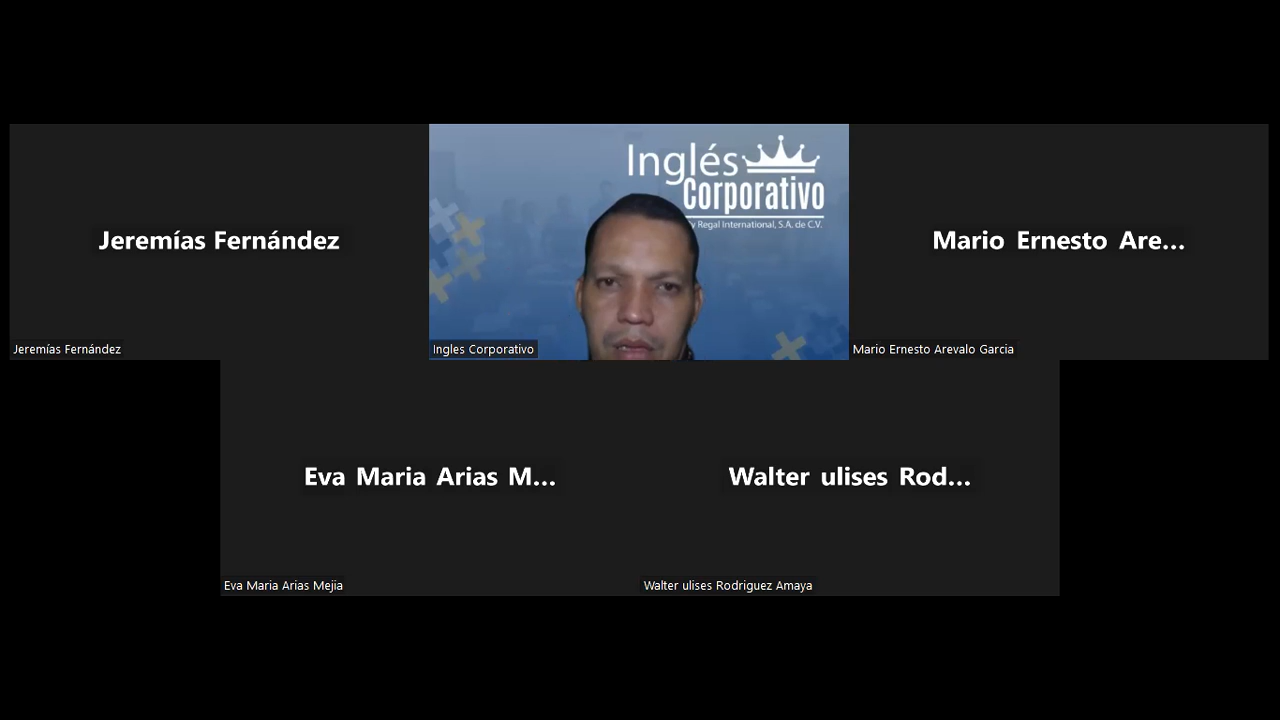 Jeremías Fernández
Jeremías Fernández
Inglés
Corporativo
y Regal International, S.A. de C.V.
Ingles Corporativo
Mario Ernesto Are...
Mario Ernesto Arevalo Garcia
Eva Maria Arias M...
Eva Maria Arias Mejia
Walter ulises Rod...
Walter ulises Rodriguez Amaya